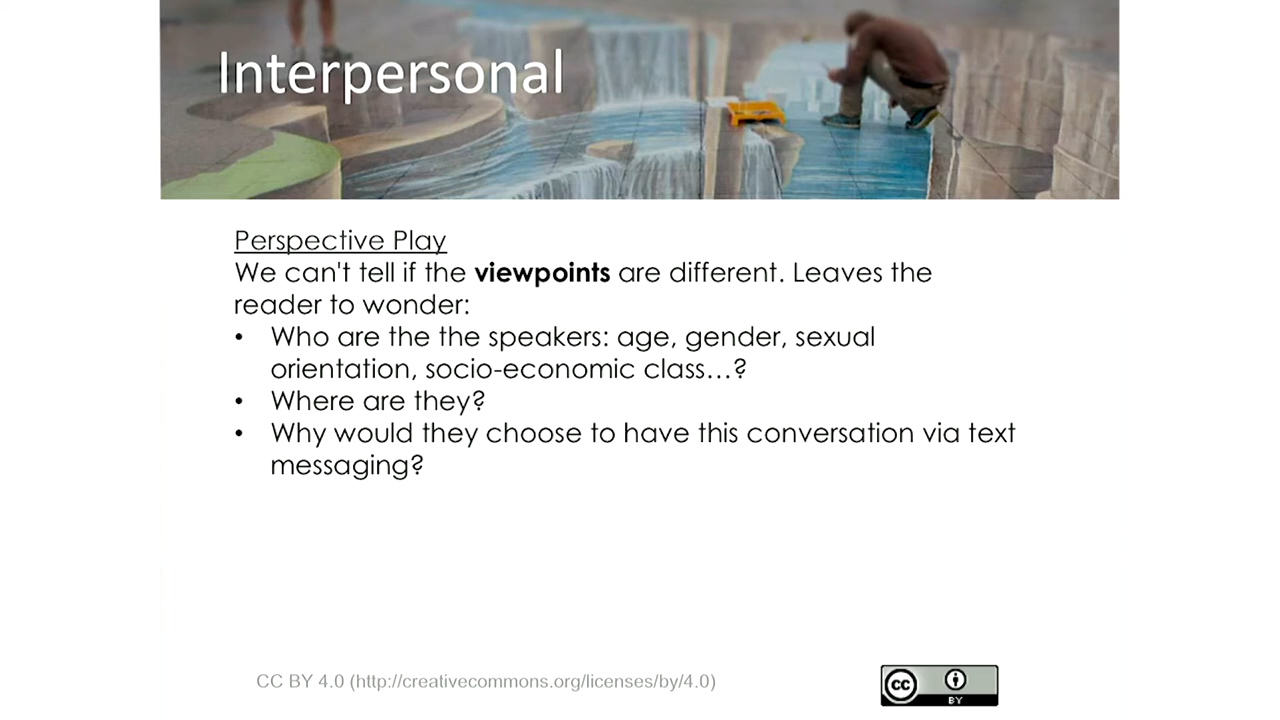 Interpersonal
Perspective Play
We can't tell if the viewpoints are different. Leaves the
reader to wonder:
• Who are the the speakers: age, gender, sexual
orientation, socio-economic class…?
• Where are they?
• Why would they choose to have this conversation via text
messaging?
CC BY 4.0 (http://creativecommons.org/licenses/by/4.0)
cc
BY